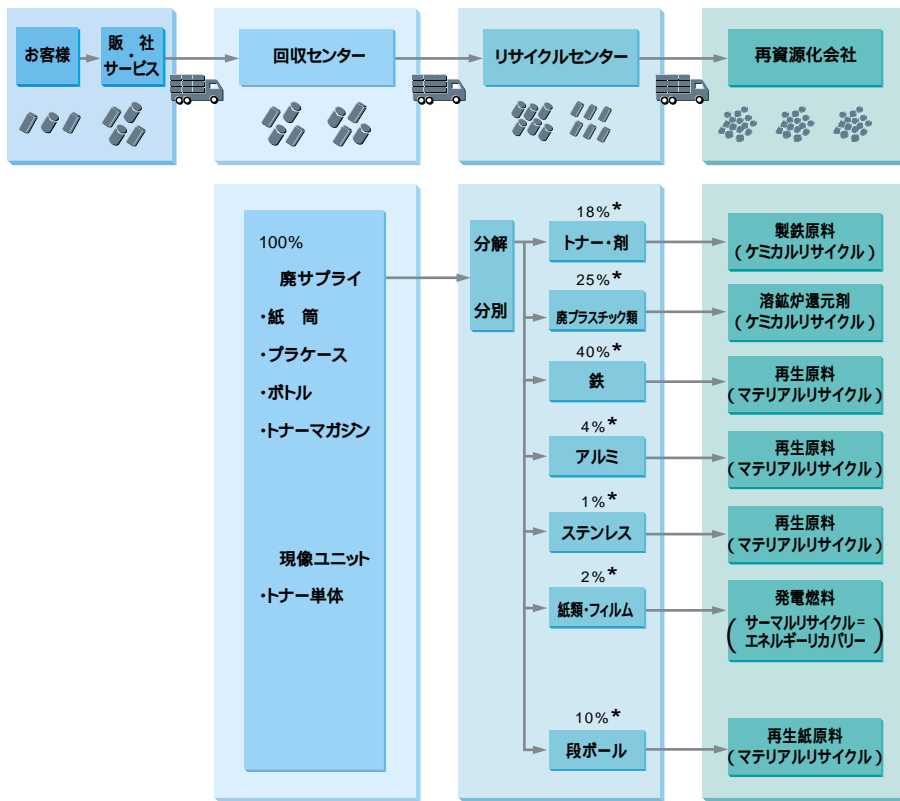 お客様
販 社
・
サービス
回収センター
リサイクルセンター
再資源化会社
100%
廃サプライ
・紙 筒
・プラケース
・ボトル
・トナーマガジン
現像ユニット
・トナー単体
分解
分別
18%*
トナー・剤
25%*
廃プラスチック類
40%*
鉄
4%*
アルミ
1%*
ステンレス
2%*
紙類・フィルム
10%*
段ボール
製鉄原料
(ケミカルリサイクル)
溶鉱炉還元剤
(ケミカルリサイクル)
再生原料
(マテリアルリサイクル)
再生原料
(マテリアルリサイクル)
再生原料
(マテリアルリサイクル)
発電燃料
(サーマルリサイクル=
エネルギーリカバリー)
再生紙原料
(マテリアルリサイクル)